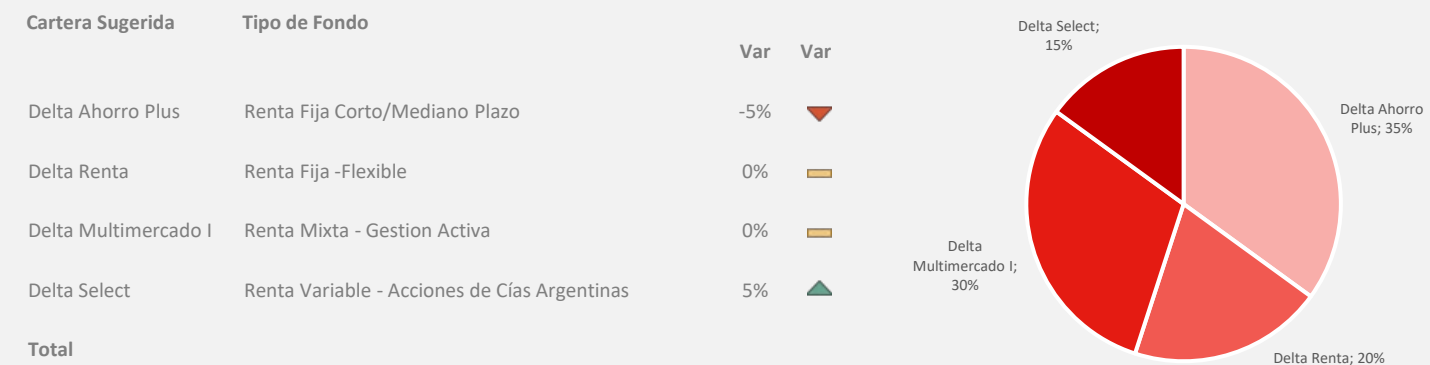 Cartera Sugerida Tipo de Fondo
Var Var
Delta Ahorro Plus Renta Fija Corto/Mediano Plazo -5%
Delta Renta Renta Fija -Flexible 0%
Delta Multimercado I Renta Mixta - Gestion Activa 0%
Delta Select Renta Variable - Acciones de Cías Argentinas 5%
Total
Delta Select;
15%
Delta Ahorro
Plus; 35%
Delta
Multimercado I;
30%
Delta Renta; 20%